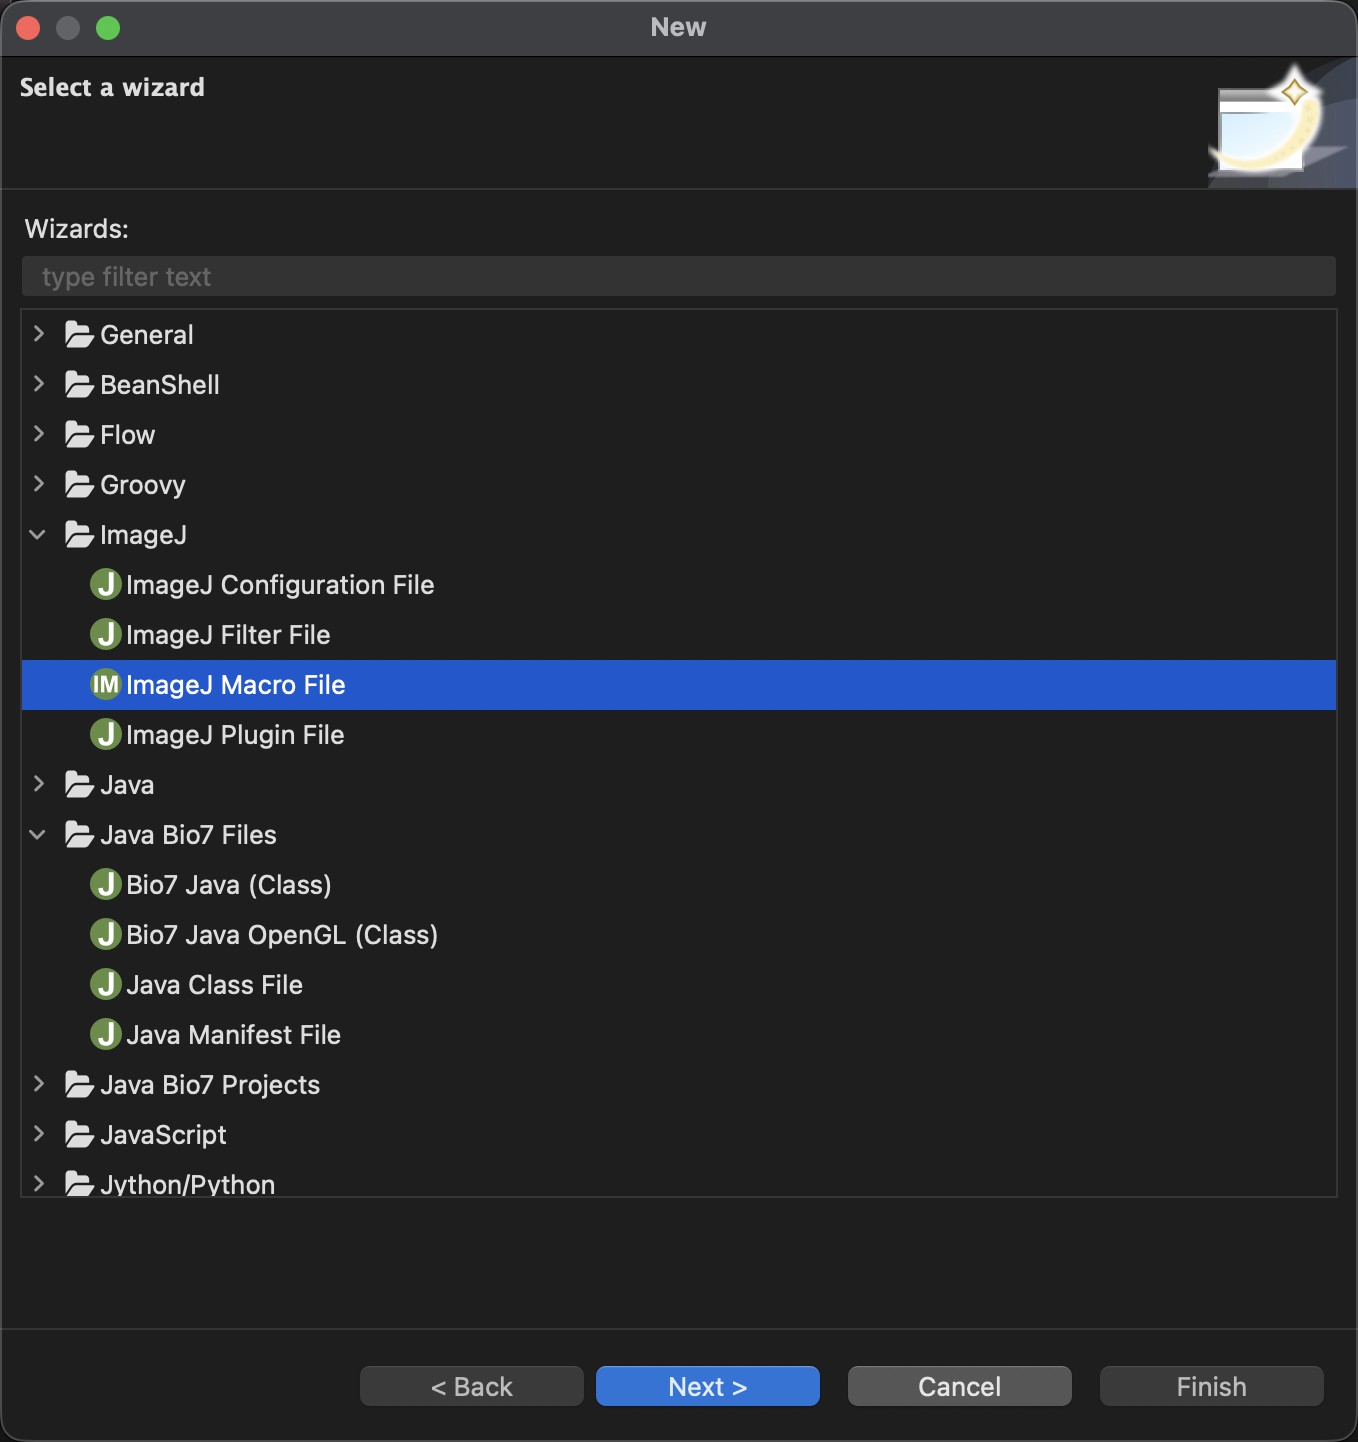 New
Select a wizard
Wizards:
type filter text
General
BeanShell
Flow
Groovy
ImageJ
J ImageJ Configuration File
J ImageJ Filter File
IM ImageJ Macro File
J ImageJ Plugin File
Java
Java Bio7 Files
J Bio7 Java (Class)
J Bio7 Java OpenGL (Class)
J Java Class File
J Java Manifest File
Java Bio7 Projects
JavaScript
Jython/Python
< Back Next > Cancel Finish